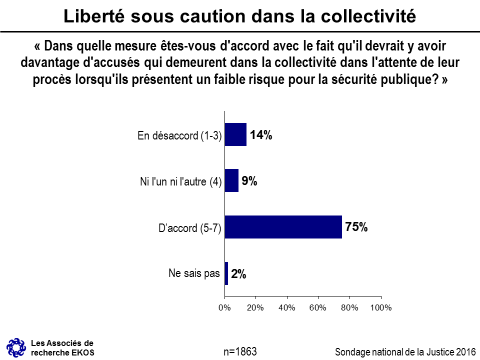 Liberté sous caution dans la collectivité
« Dans quelle mesure êtes-vous d'accord avec le fait qu'il devrait y avoir
davantage d'accusés qui demeurent dans la collectivité dans l'attente de leur
procès lorsqu'ils présentent un faible risque pour la sécurité publique? »
En désaccord (1-3) 14%
Ni l'un ni l'autre (4) 9%
D'accord (5-7) 75%
Ne sais pas 2%
0% 20% 40% 60% 80% 100%
Les Associés de
recherche EKOS
n=1863
Sondage national de la Justice 2016